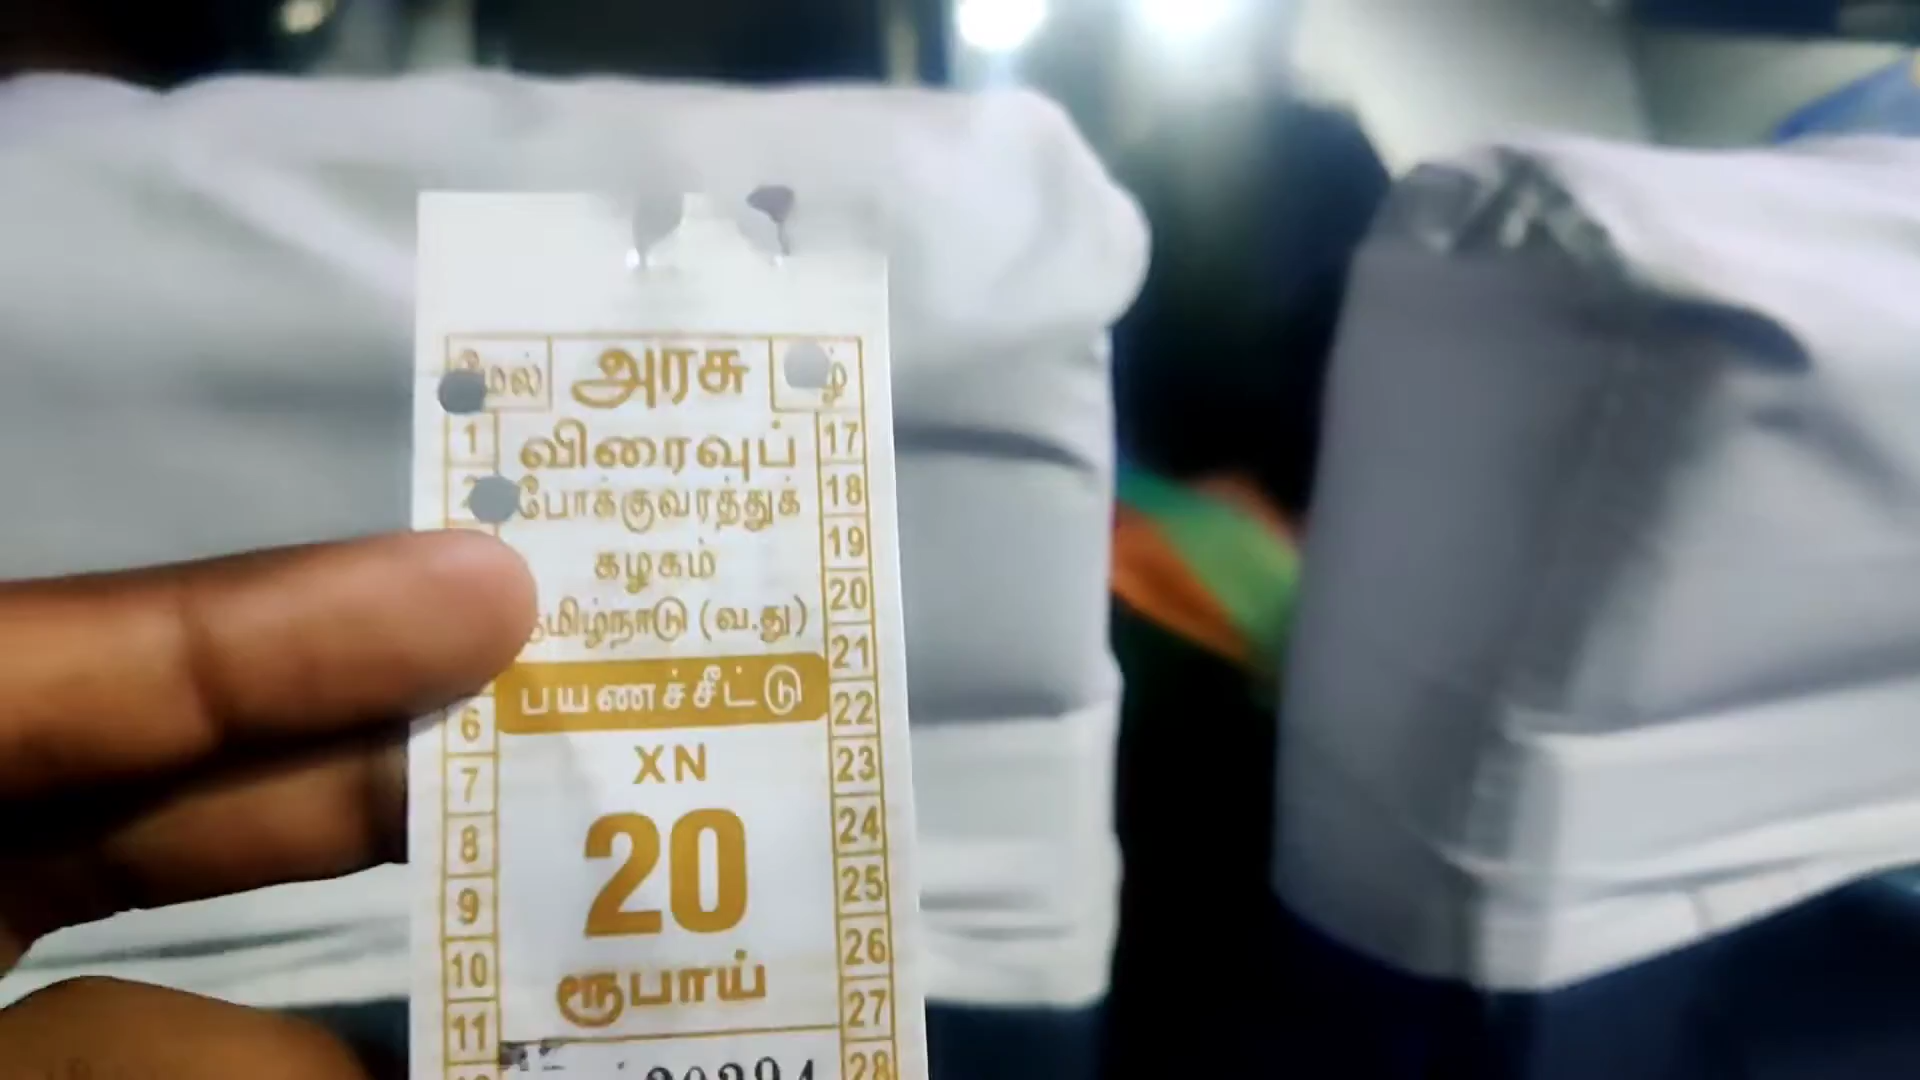 மேல்
அரசு
விரைவுப்
போக்குவரத்துக்
கழகம்
தமிழ்நாடு (வ.து)
பயணச்சீட்டு
XN
20
ரூபாய்
1
6
7
8
9
10
11
17
18
19
20
21
22
23
24
25
26
27
28